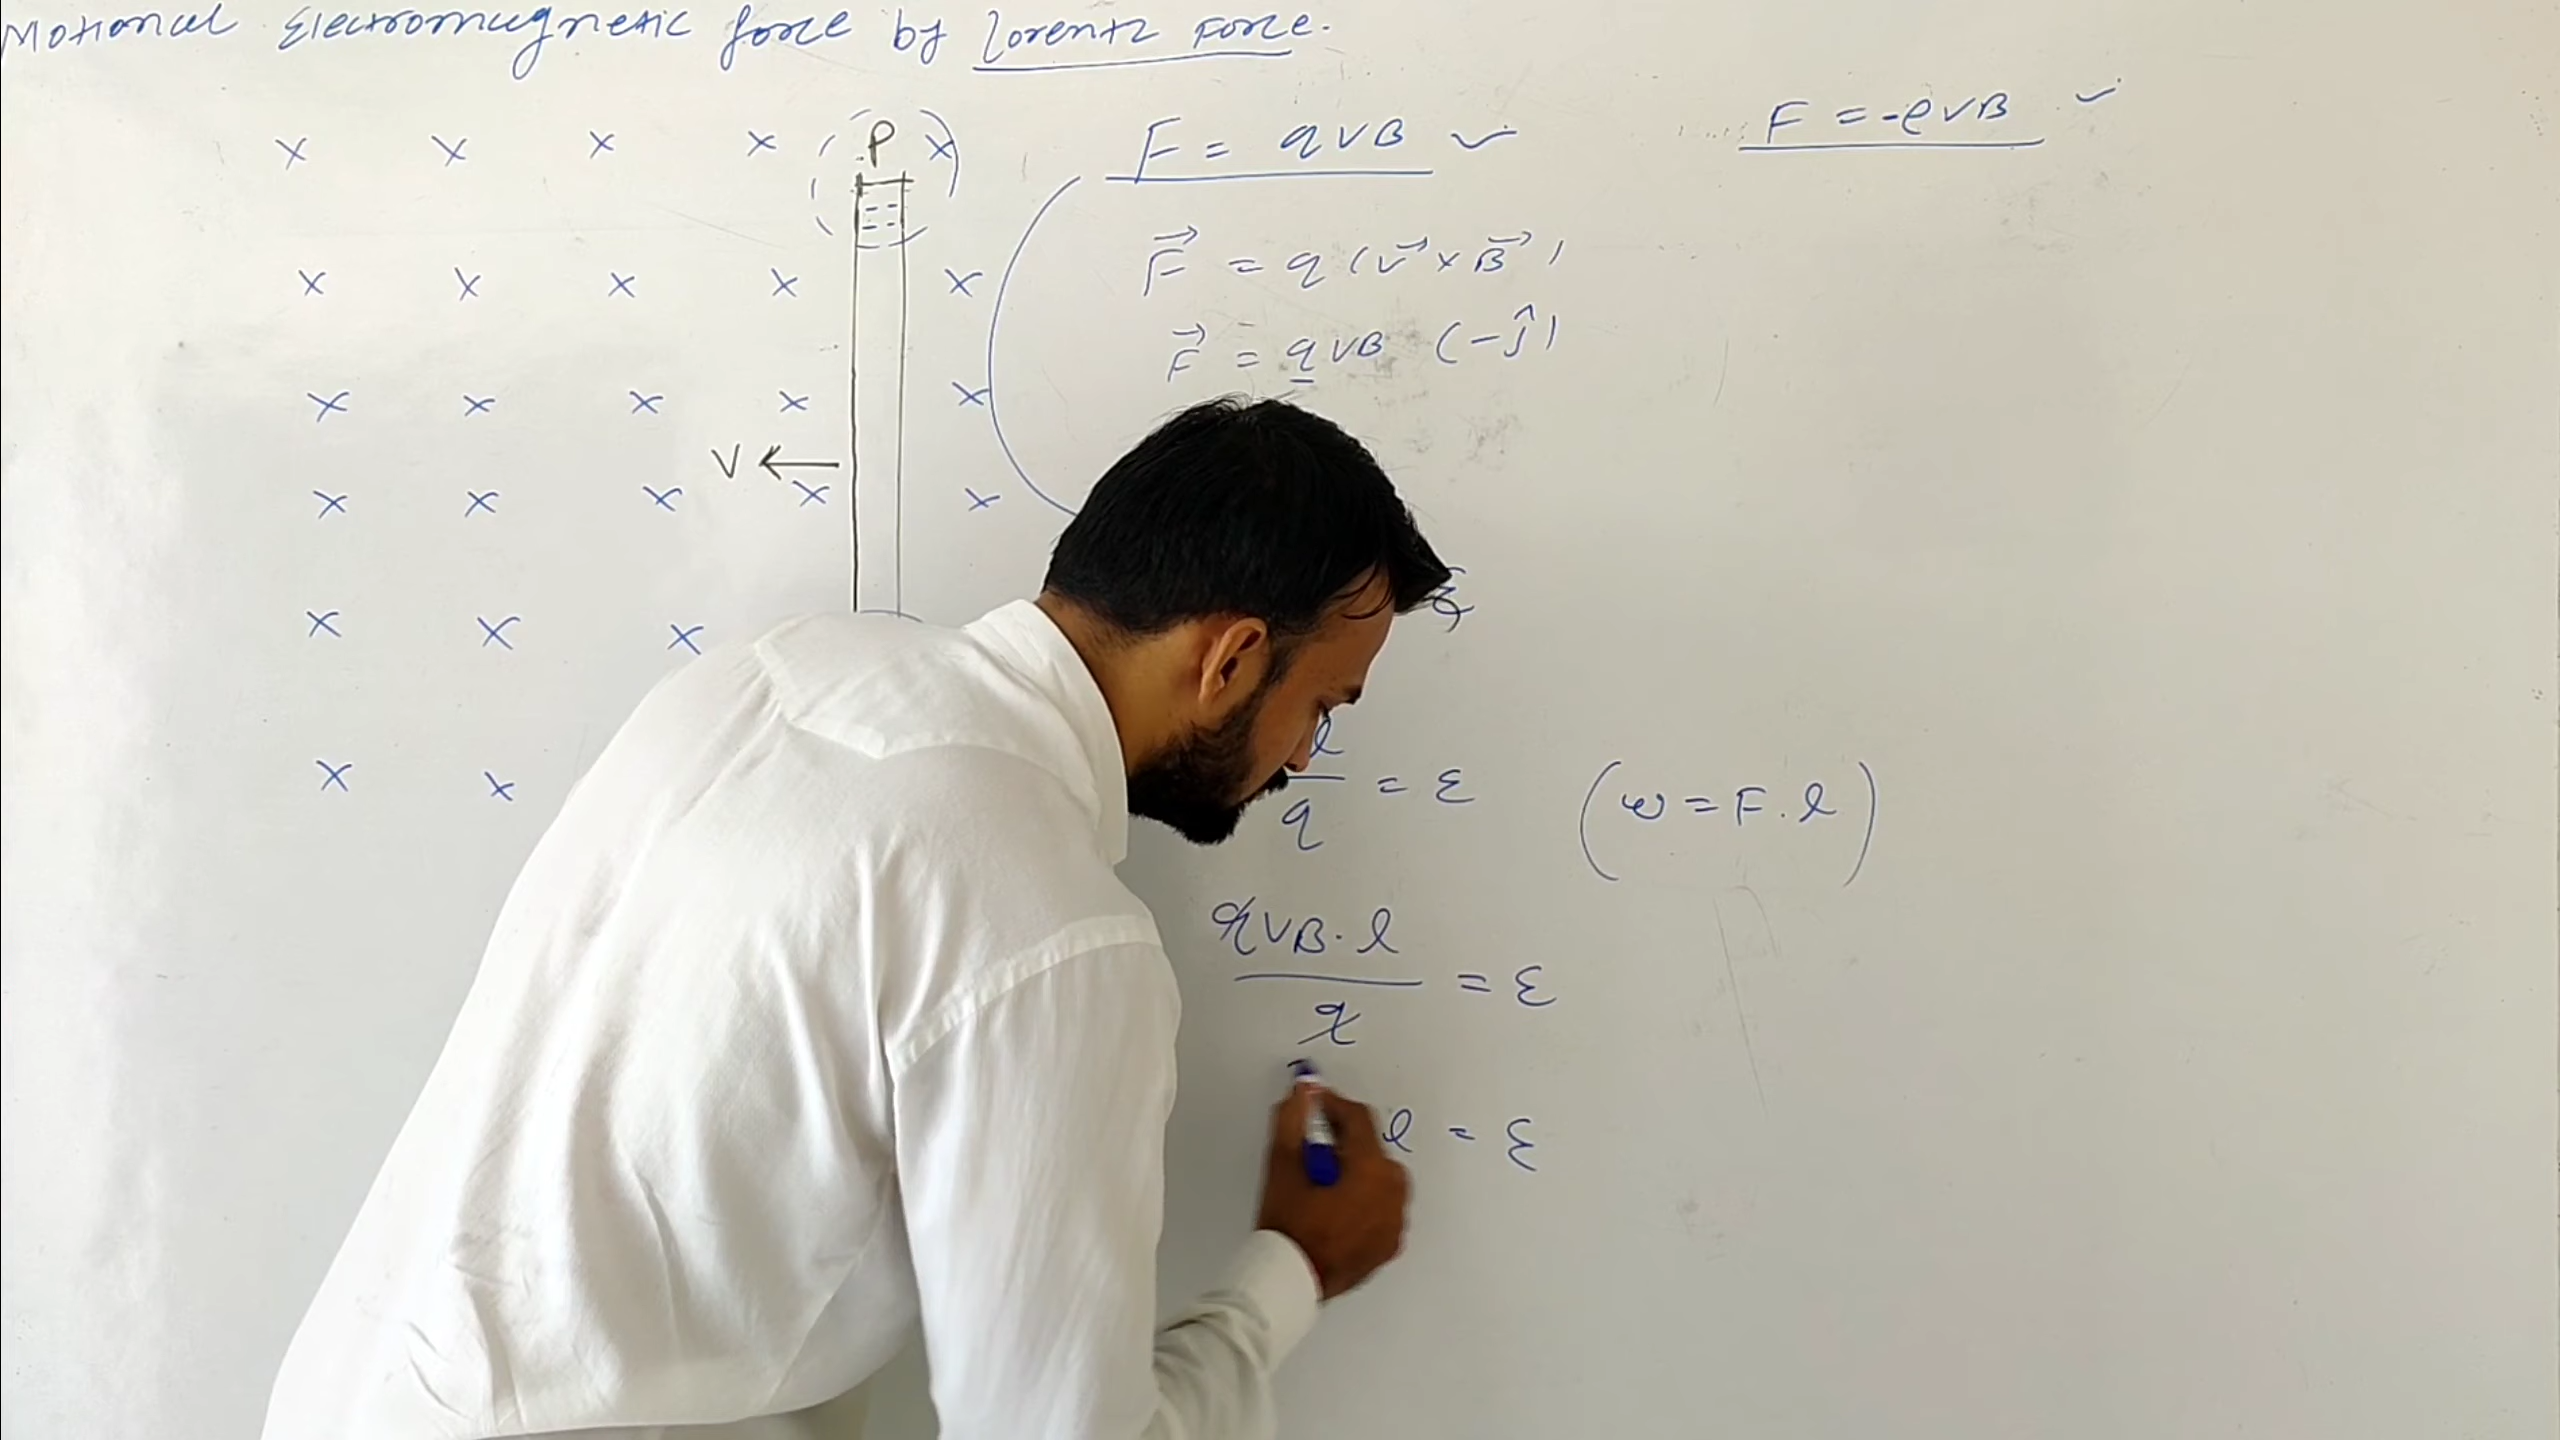 Motional Electromagnetic force by Lorentz Force.
P
F = qVB
F = -eVB
F⃗ = q (V⃗ × B⃗)
F⃗ = qVB (-ĵ)
V ←
l / q = ε (W = F . l)
qVB . l / q = ε
l = ε